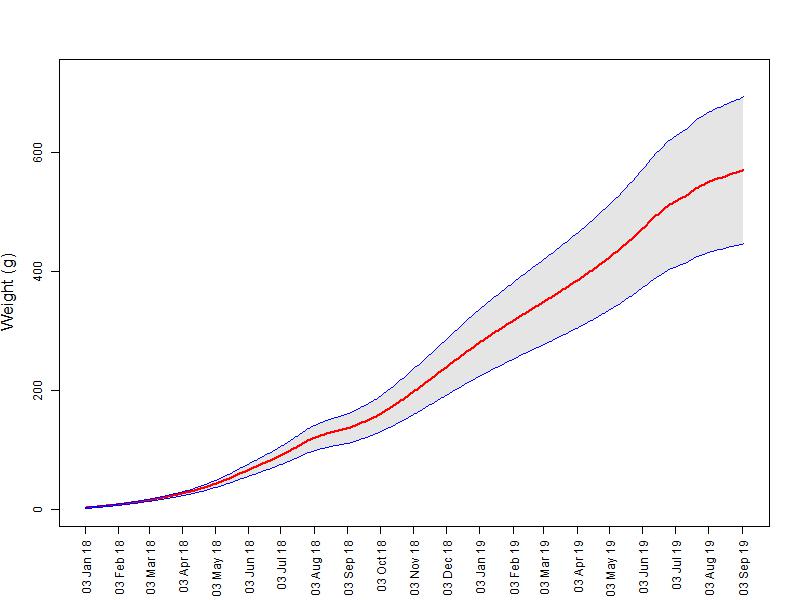 Weight (g)
600
400
200
0
03 Jan 18
03 Feb 18
03 Mar 18
03 Apr 18
03 May 18
03 Jun 18
03 Jul 18
03 Aug 18
03 Sep 18
03 Oct 18
03 Nov 18
03 Dec 18
03 Jan 19
03 Feb 19
03 Mar 19
03 Apr 19
03 May 19
03 Jun 19
03 Jul 19
03 Aug 19
03 Sep 19